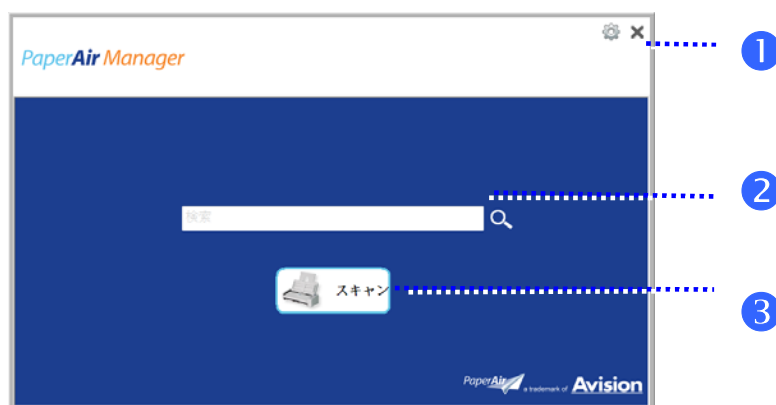 PaperAir Manager
1
検索
2
スキャン
3
PaperAir a trademark of Avision